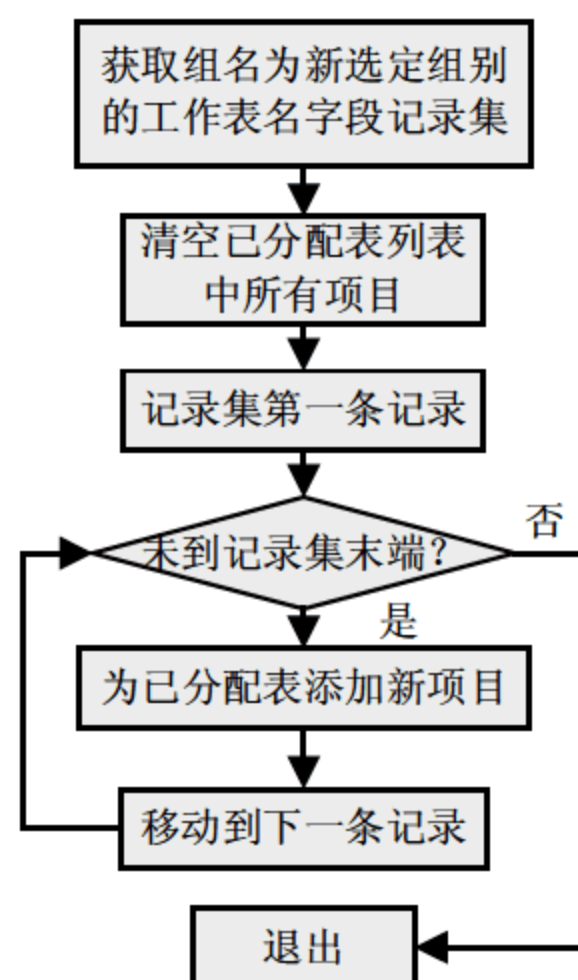 获取组名为新选定组别
的工作表名字段记录集
清空已分配表列表
中所有项目
记录集第一条记录
未到记录集末端?
否
是
为已分配表添加新项目
移动到下一条记录
退出